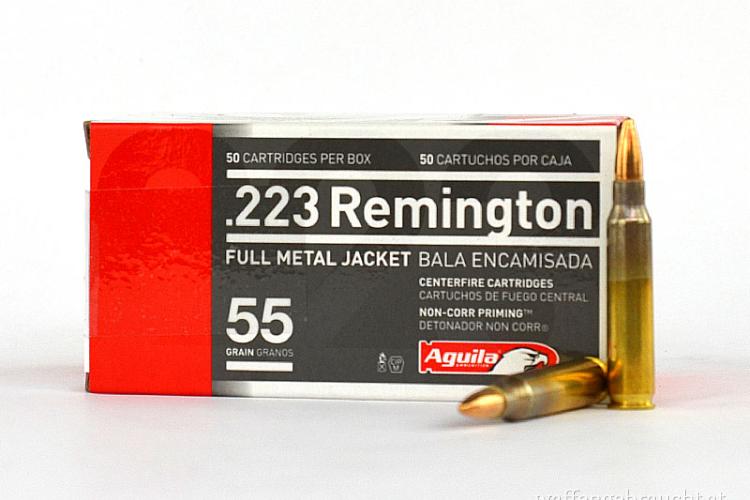 50 CARTRIDGES PER BOX 50 CARTUCHOS POR CAJA
.223 Remington
FULL METAL JACKET BALA ENCAMISADA
CENTERFIRE CARTRIDGES
CARTUCHOS DE FUEGO CENTRAL
NON-CORR PRIMING™
DETONADOR NON CORR®
55
GRAIN GRANOS
Aguila
AMMUNITION